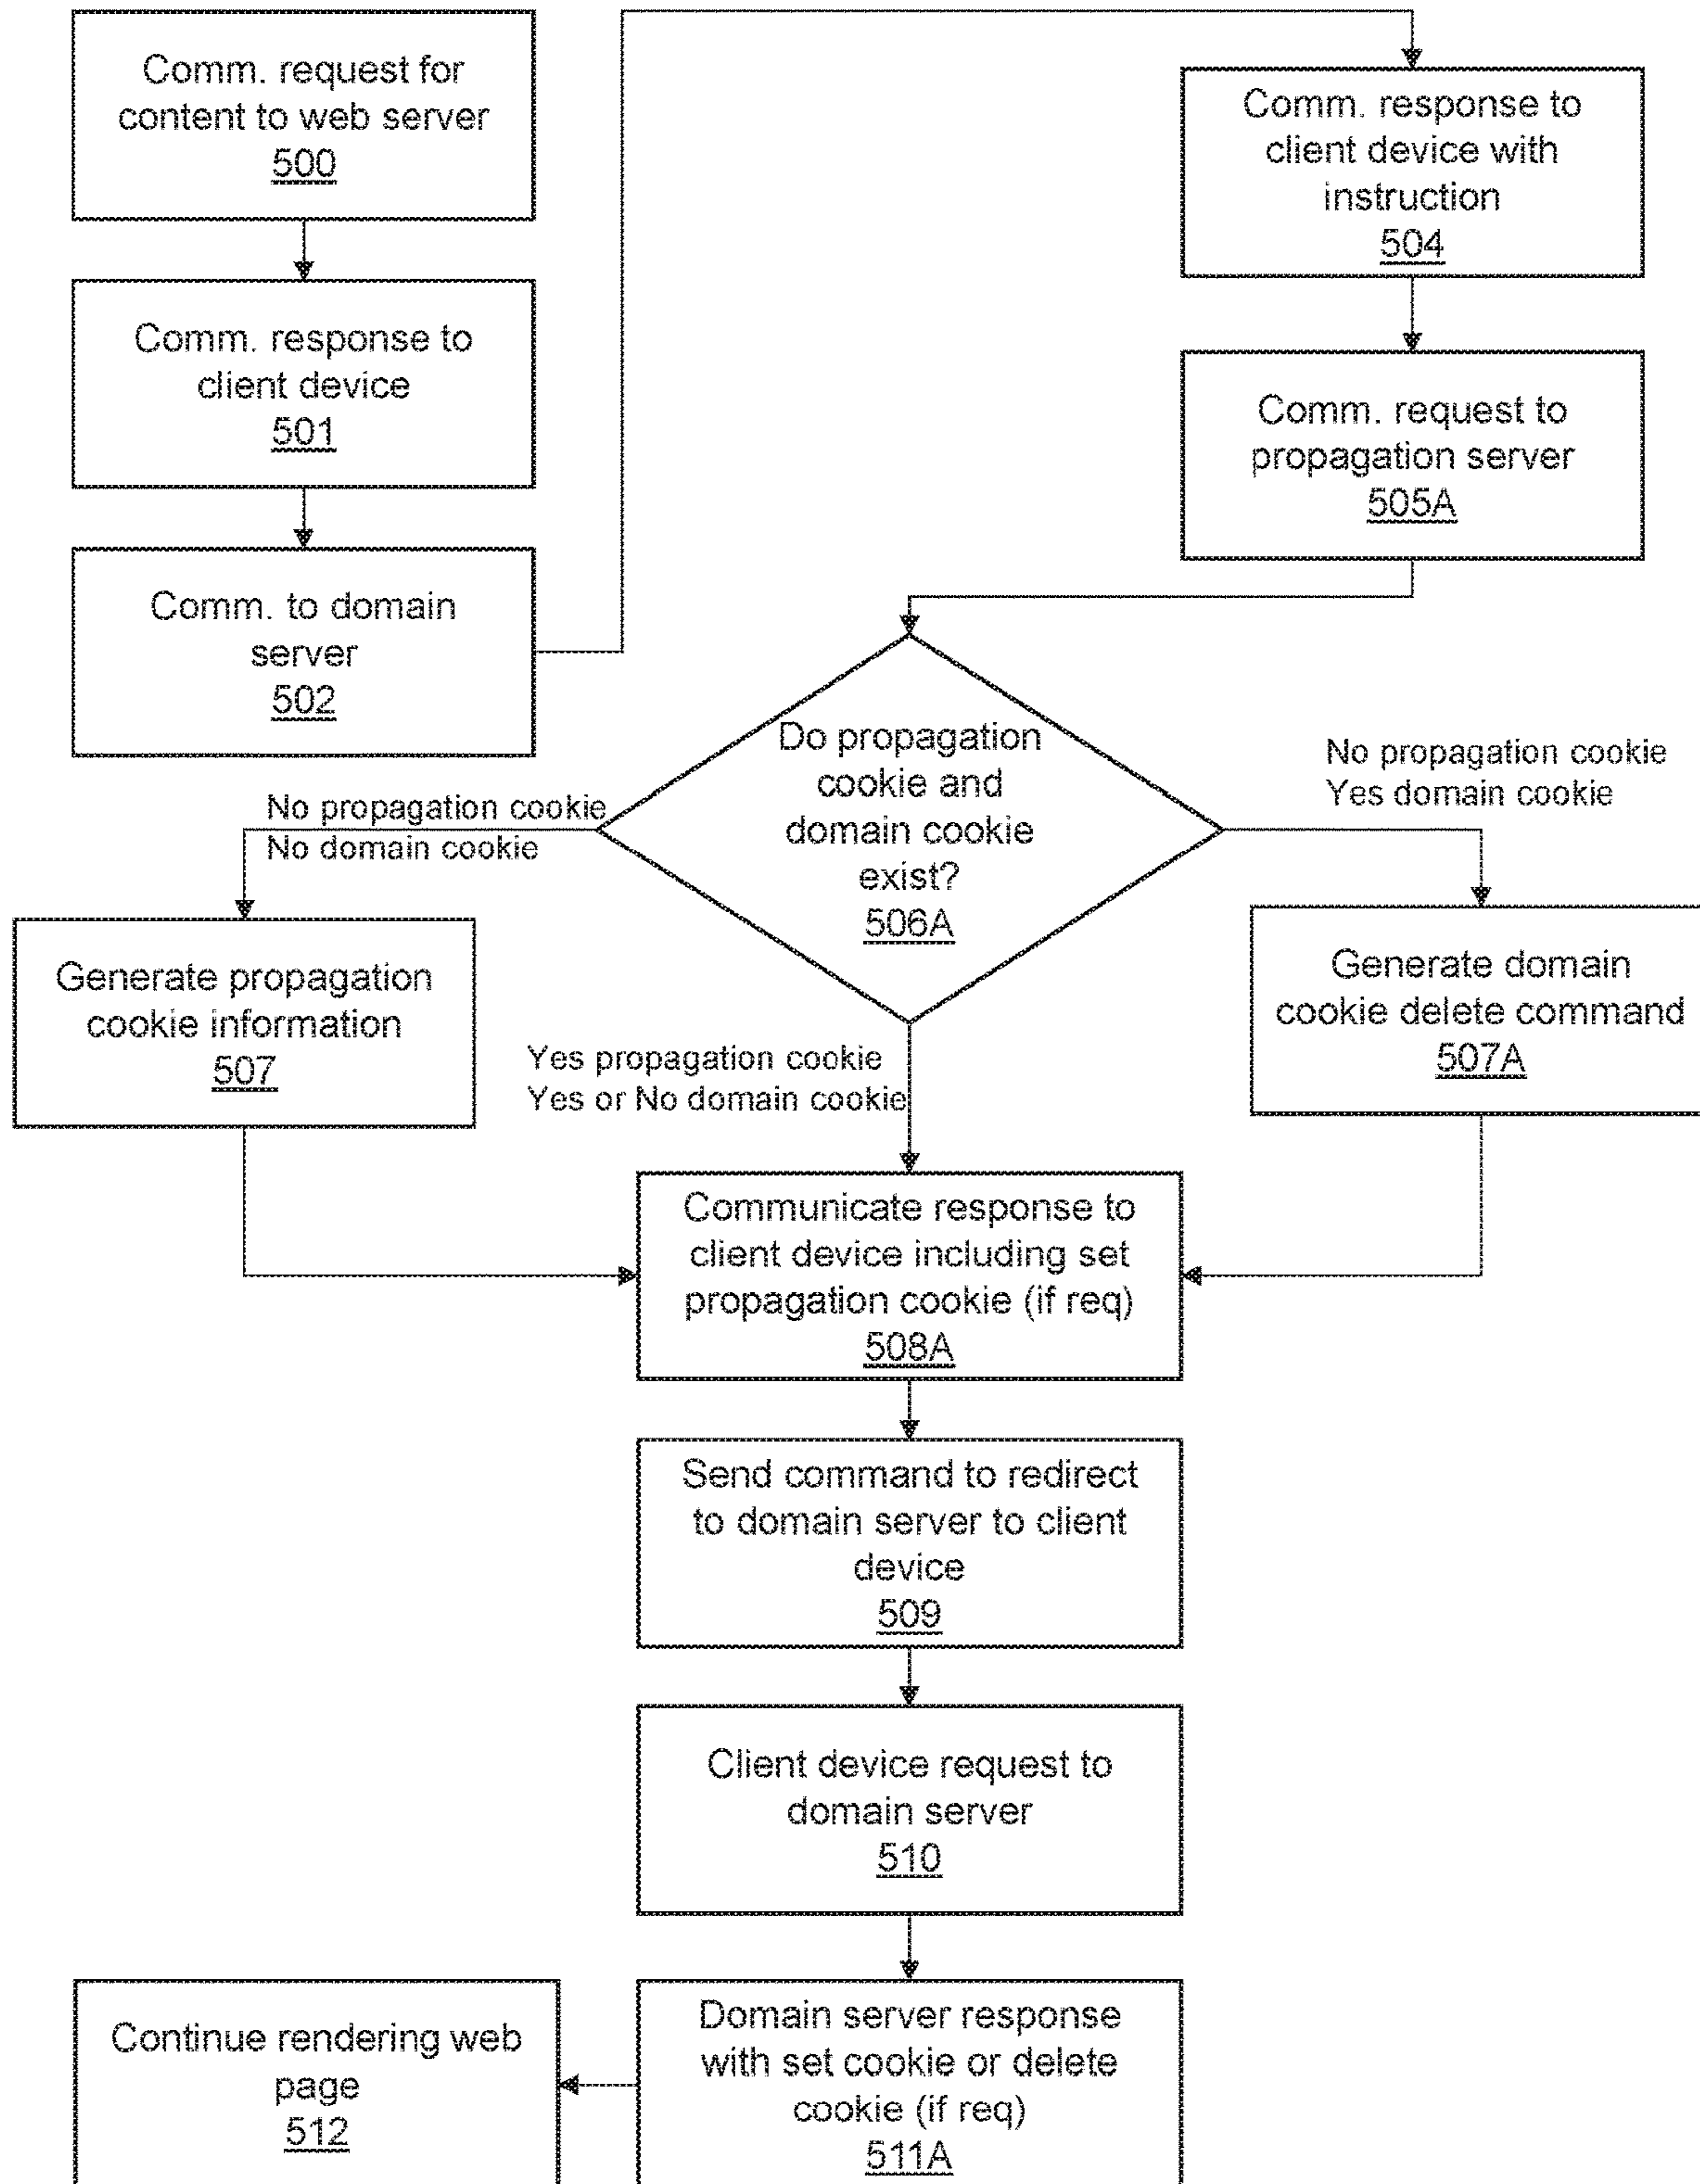 Comm. request for
content to web server
500
Comm. response to
client device
501
Comm. to domain
server
502
Comm. response to
client device with
instruction
504
Comm. request to
propagation server
505A
Do propagation
cookie and
domain cookie
exist?
506A
No propagation cookie
No domain cookie
No propagation cookie
Yes domain cookie
Generate propagation
cookie information
507
Yes propagation cookie
Yes or No domain cookie
Generate domain
cookie delete command
507A
Communicate response to
client device including set
propagation cookie (if req)
508A
Send command to redirect
to domain server to client
device
509
Client device request to
domain server
510
Domain server response
with set cookie or delete
cookie (if req)
511A
Continue rendering web
page
512